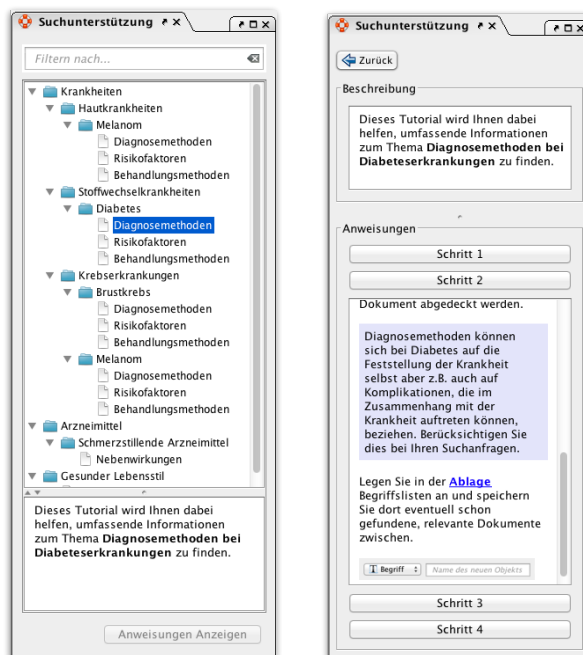 Suchunterstützung
Filtern nach...
Krankheiten
Hautkrankheiten
Melanom
Diagnosemethoden
Risikofaktoren
Behandlungsmethoden
Stoffwechselkrankheiten
Diabetes
Diagnosemethoden
Risikofaktoren
Behandlungsmethoden
Krebserkrankungen
Brustkrebs
Diagnosemethoden
Risikofaktoren
Behandlungsmethoden
Melanom
Diagnosemethoden
Risikofaktoren
Behandlungsmethoden
Arzneimittel
Schmerzstillende Arzneimittel
Nebenwirkungen
Gesunder Lebensstil
Dieses Tutorial wird Ihnen dabei
helfen, umfassende Informationen
zum Thema Diagnosemethoden bei
Diabeteserkrankungen zu finden.
Anweisungen Anzeigen
Suchunterstützung
Zurück
Beschreibung
Dieses Tutorial wird Ihnen dabei
helfen, umfassende Informationen
zum Thema Diagnosemethoden bei
Diabeteserkrankungen zu finden.
Anweisungen
Schritt 1
Schritt 2
Dokument abgedeckt werden.
Diagnosemethoden können
sich bei Diabetes auf die
Feststellung der Krankheit
selbst aber z.B. auch auf
Komplikationen, die im
Zusammenhang mit der
Krankheit auftreten können,
beziehen. Berücksichtigen Sie
dies bei Ihren Suchanfragen.
Legen Sie in der Ablage
Begriffslisten an und speichern
Sie dort eventuell schon
gefundene, relevante Dokumente
zwischen.
T Begriff Name des neuen Objekts
Schritt 3
Schritt 4